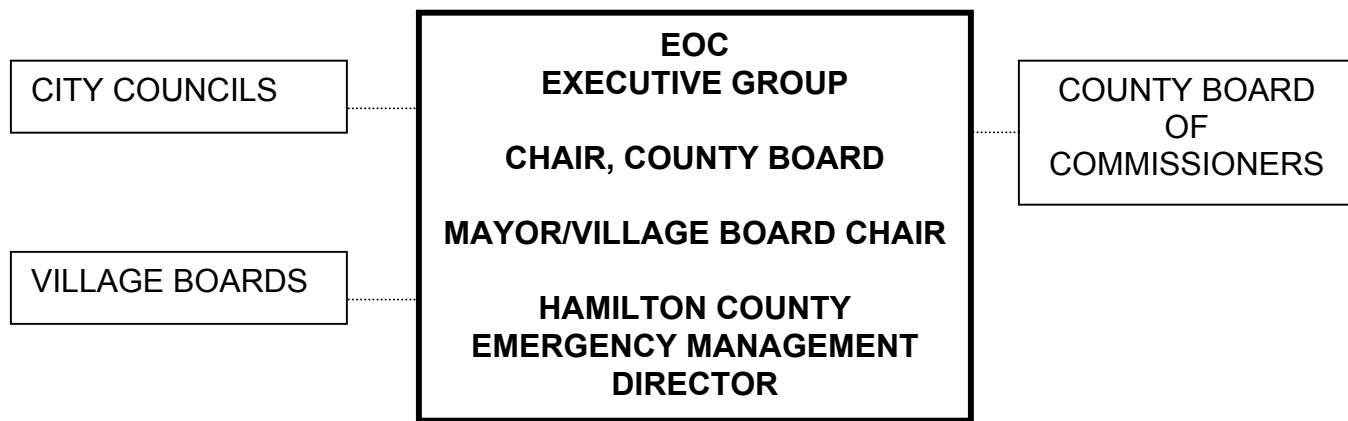 CITY COUNCILS
VILLAGE BOARDS
EOC
EXECUTIVE GROUP
CHAIR, COUNTY BOARD
MAYOR/VILLAGE BOARD CHAIR
HAMILTON COUNTY
EMERGENCY MANAGEMENT
DIRECTOR
COUNTY BOARD
OF
COMMISSIONERS